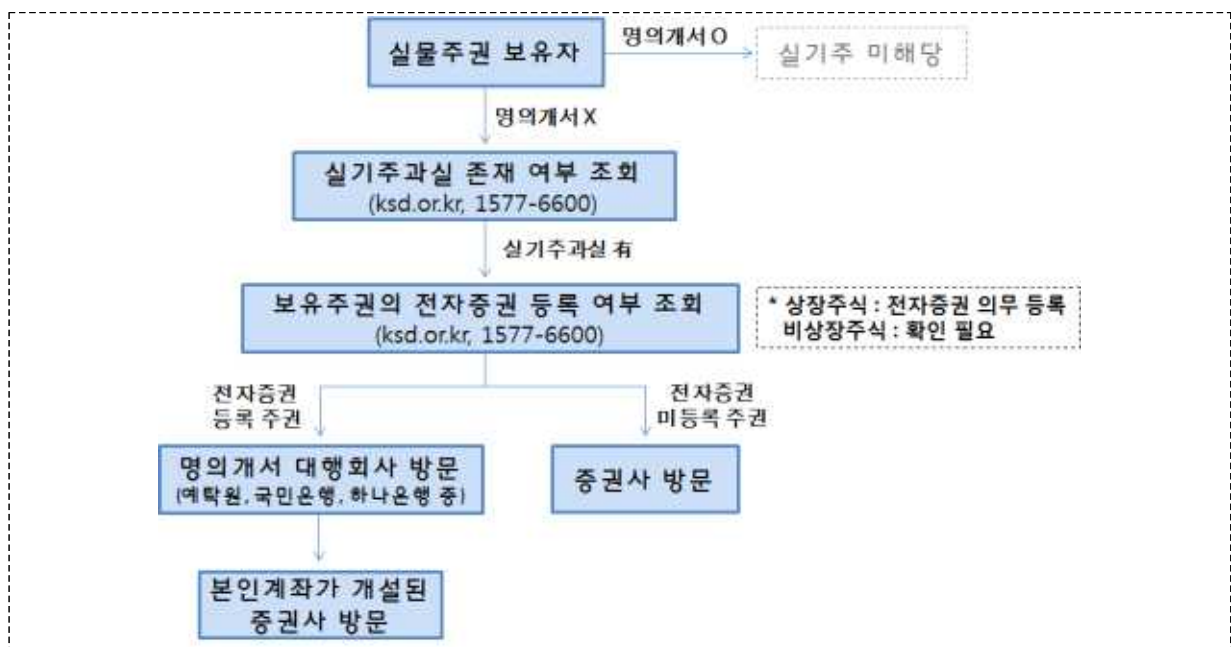 실물주권 보유자
명의개서 O
실기주 미해당
명의개서 X
실기주과실 존재 여부 조회
(ksd.or.kr, 1577-6600)
실기주과실 有
보유주권의 전자증권 등록 여부 조회
(ksd.or.kr, 1577-6600)
* 상장주식 : 전자증권 의무 등록
비상장주식 : 확인 필요
전자증권
등록 주권
전자증권
미등록 주권
명의개서 대행회사 방문
(예탁원, 국민은행, 하나은행 중)
증권사 방문
본인계좌가 개설된
증권사 방문